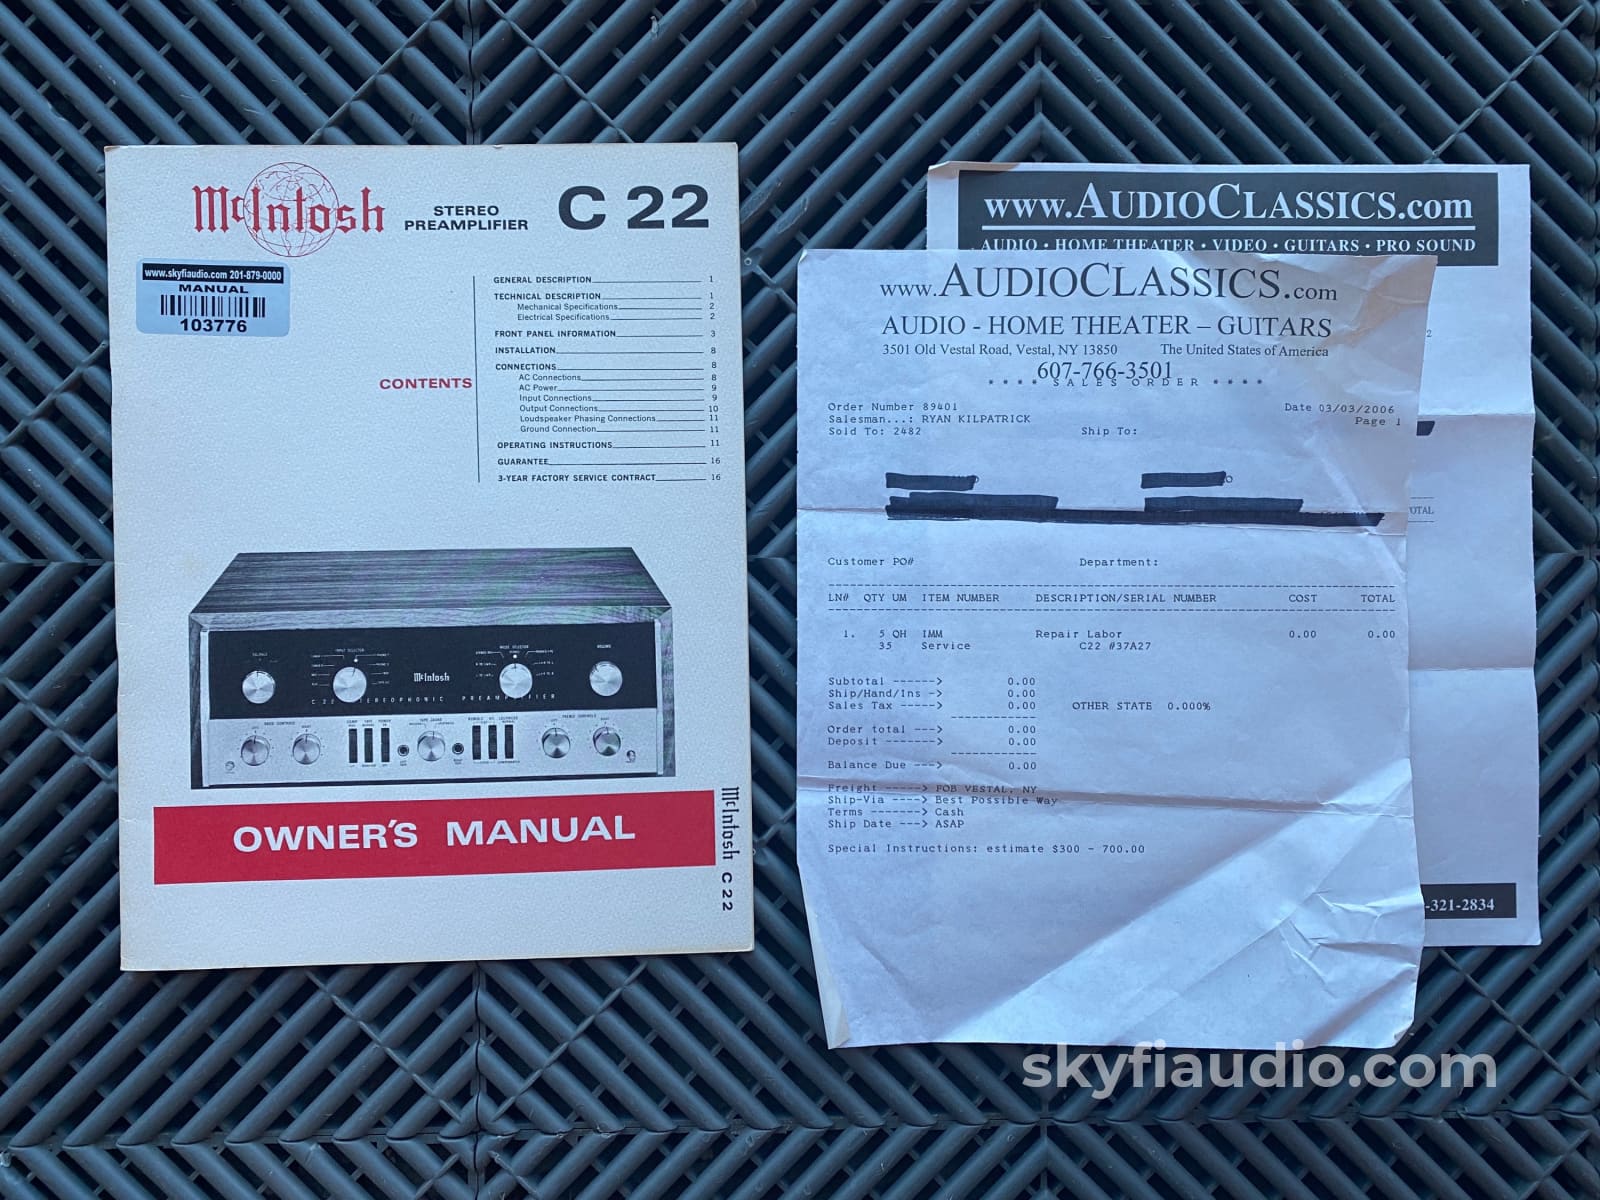 McIntosh STEREO PREAMPLIFIER C 22
www.skyfiaudio.com 201-879-0000
MANUAL
103776
CONTENTS
GENERAL DESCRIPTION 1
TECHNICAL DESCRIPTION 1
Mechanical Specifications 2
Electrical Specifications 2
FRONT PANEL INFORMATION 3
INSTALLATION 8
CONNECTIONS 8
AC Connections 8
AC Power 9
Input Connections 9
Output Connections 10
Loudspeaker Phasing Connections 11
Ground Connection 11
OPERATING INSTRUCTIONS 11
GUARANTEE 16
3-YEAR FACTORY SERVICE CONTRACT 16
McIntosh
C 22 STEREOPHONIC PREAMPLIFIER
OWNER'S MANUAL
McIntosh C 22
www.AUDIOCLASSICS.com
AUDIO • HOME THEATER • VIDEO • GUITARS • PRO SOUND
2
TOTAL
-321-2834
www.AUDIOCLASSICS.com
AUDIO - HOME THEATER – GUITARS
3501 Old Vestal Road, Vestal, NY 13850 The United States of America
607-766-3501
* * * * SALES ORDER * * * *
Order Number 89401 Date 03/03/2006
Salesman...: RYAN KILPATRICK Page 1
Sold To: 2482 Ship To:
Customer PO# Department:
LN# QTY UM ITEM NUMBER DESCRIPTION/SERIAL NUMBER COST TOTAL
1. 5 QH 1MM Repair Labor 0.00 0.00
35 Service C22 #37A27
Subtotal ------> 0.00
Ship/Hand/Ins -> 0.00
Sales Tax -----> 0.00 OTHER STATE 0.000%
Order total ---> 0.00
Deposit -------> 0.00
Balance Due ---> 0.00
Freight ------> FOB VESTAL, NY
Ship-Via ----> Best Possible Way
Terms -------> Cash
Ship Date ---> ASAP
Special Instructions: estimate $300 - 700.00
skyfiaudio.com